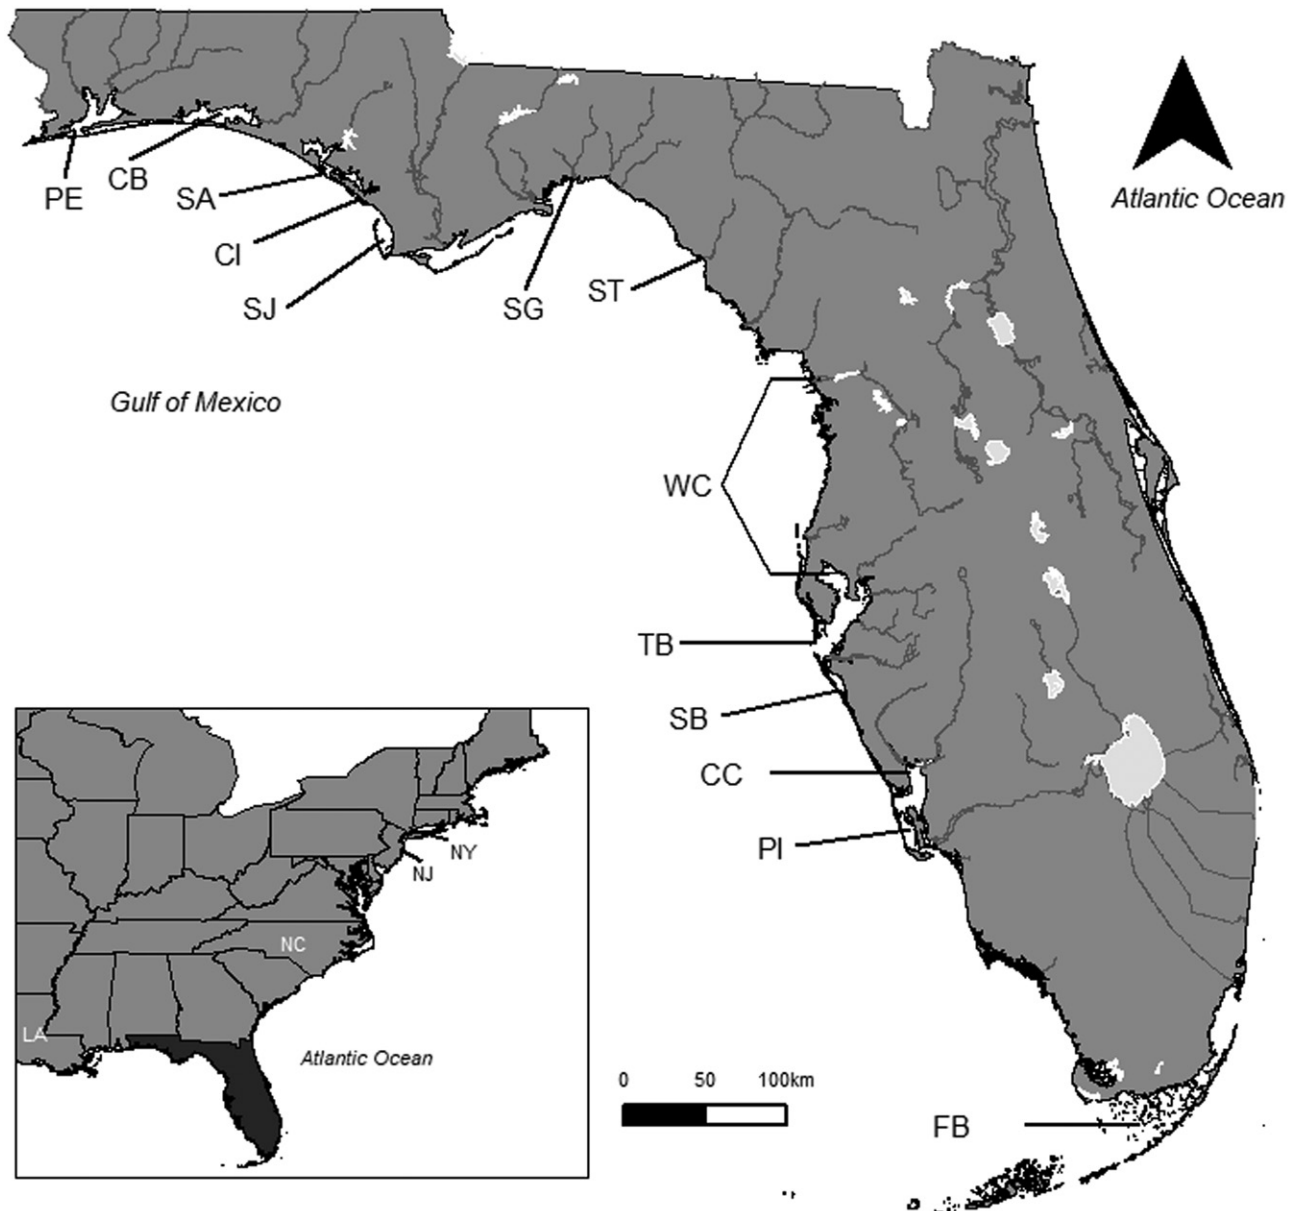 Atlantic Ocean
PE
CB
SA
CI
SJ
SG
ST
Gulf of Mexico
WC
TB
SB
CC
PI
FB
0 50 100km
NY
NJ
NC
LA
Atlantic Ocean